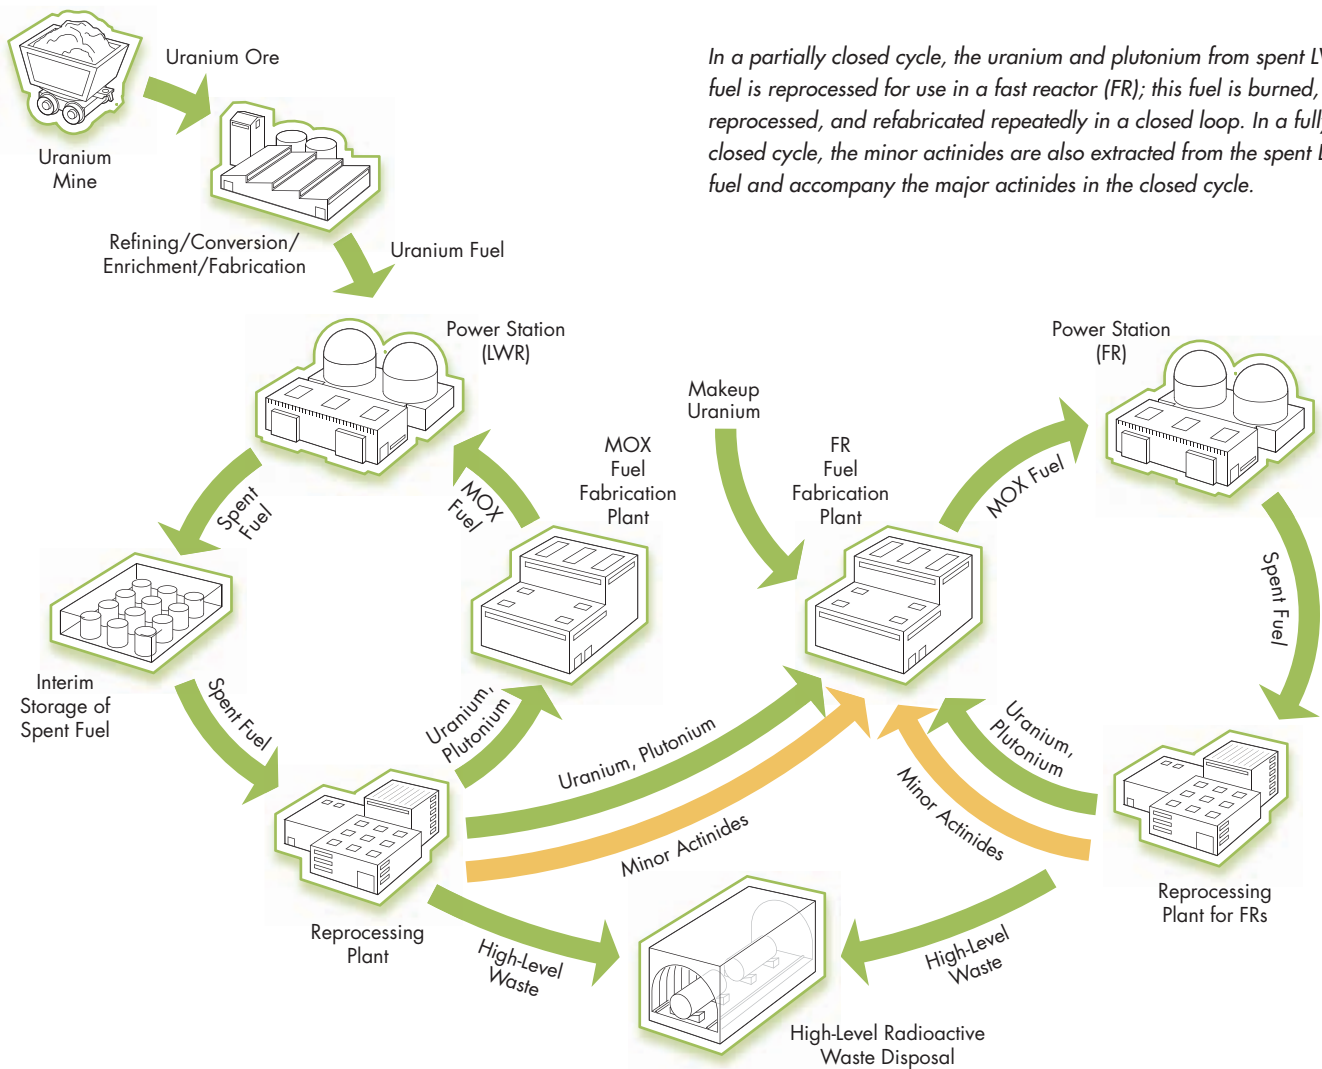 Uranium Ore
Uranium
Mine
In a partially closed cycle, the uranium and plutonium from spent
fuel is reprocessed for use in a fast reactor (FR); this fuel is burned,
reprocessed, and refabricated repeatedly in a closed loop. In a fully
closed cycle, the minor actinides are also extracted from the spent
fuel and accompany the major actinides in the closed cycle.
Refining/Conversion/
Enrichment/Fabrication
Uranium Fuel
Power Station
(LWR)
Power Station
(FR)
Makeup
Uranium
MOX
Fuel
Fabrication
Plant
FR
Fuel
Fabrication
Plant
Spent
Fuel
MOX
Fuel
MOX Fuel
Spent Fuel
Interim
Storage of
Spent Fuel
Spent Fuel
Uranium,
Plutonium
Uranium, Plutonium
Minor Actinides
Uranium,
Plutonium
Minor Actinides
Reprocessing
Plant
Reprocessing
Plant for FRs
High-Level
Waste
High-Level
Waste
High-Level Radioactive
Waste Disposal